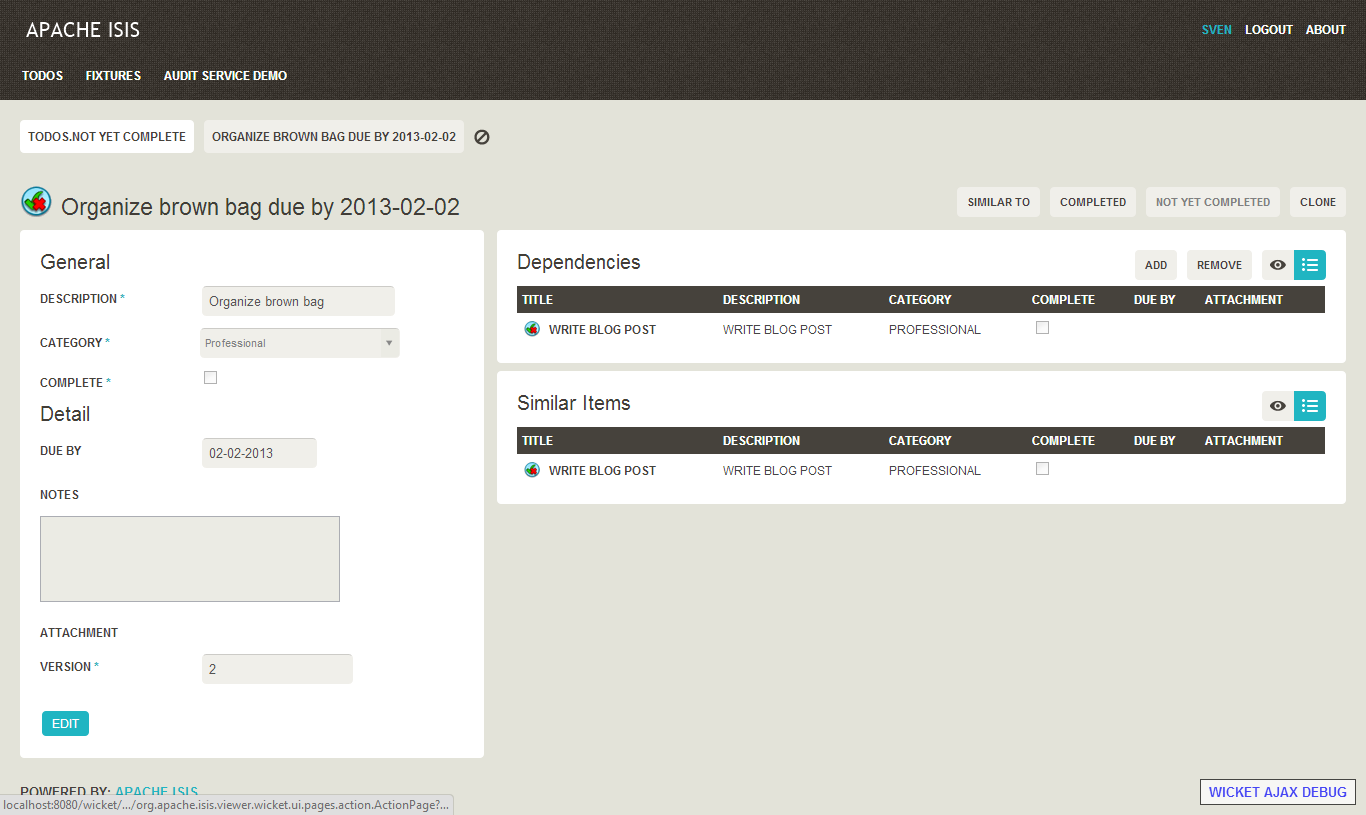 APACHE ISIS
SVEN LOGOUT ABOUT
TODOS FIXTURES AUDIT SERVICE DEMO
TODOS.NOT YET COMPLETE ORGANIZE BROWN BAG DUE BY 2013-02-02
Organize brown bag due by 2013-02-02
SIMILAR TO COMPLETED NOT YET COMPLETED CLONE
General
DESCRIPTION * Organize brown bag
CATEGORY * Professional
COMPLETE *
Detail
DUE BY 02-02-2013
NOTES
ATTACHMENT
VERSION * 2
EDIT
Dependencies ADD REMOVE
TITLE DESCRIPTION CATEGORY COMPLETE DUE BY ATTACHMENT
WRITE BLOG POST WRITE BLOG POST PROFESSIONAL
Similar Items
TITLE DESCRIPTION CATEGORY COMPLETE DUE BY ATTACHMENT
WRITE BLOG POST WRITE BLOG POST PROFESSIONAL
POWERED BY: APACHE ISIS
localhost:8080/wicket/.../org.apache.isis.viewer.wicket.ui.pages.action.ActionPage?...
WICKET AJAX DEBUG